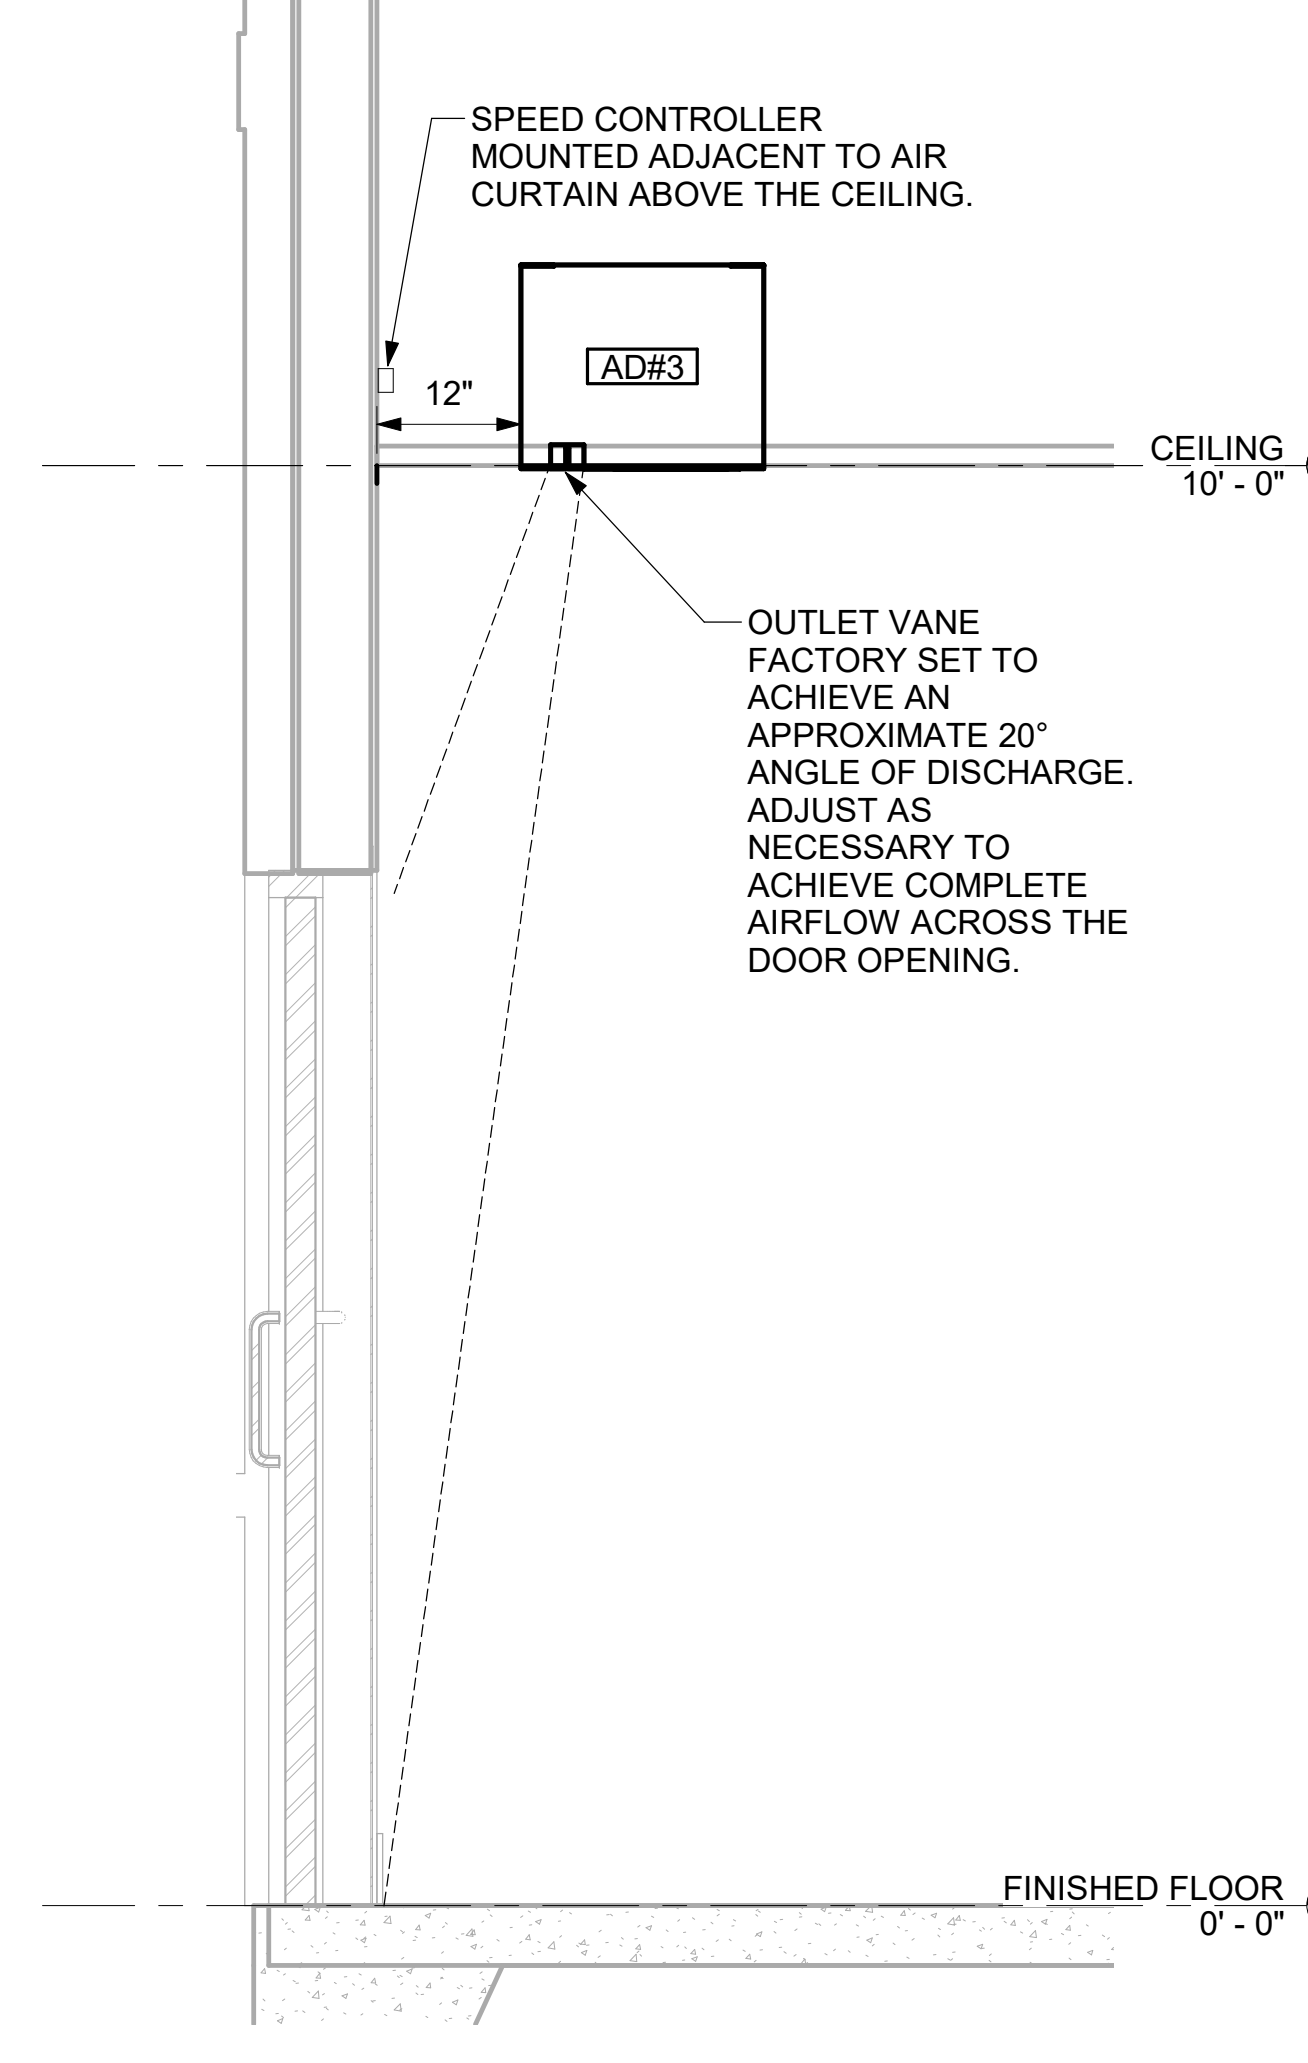 SPEED CONTROLLER
MOUNTED ADJACENT TO AIR
CURTAIN ABOVE THE CEILING.
AD#3
12"
CEILING
10' - 0"
OUTLET VANE
FACTORY SET TO
ACHIEVE AN
APPROXIMATE 20°
ANGLE OF DISCHARGE.
ADJUST AS
NECESSARY TO
ACHIEVE COMPLETE
AIRFLOW ACROSS THE
DOOR OPENING.
FINISHED FLOOR
0' - 0"